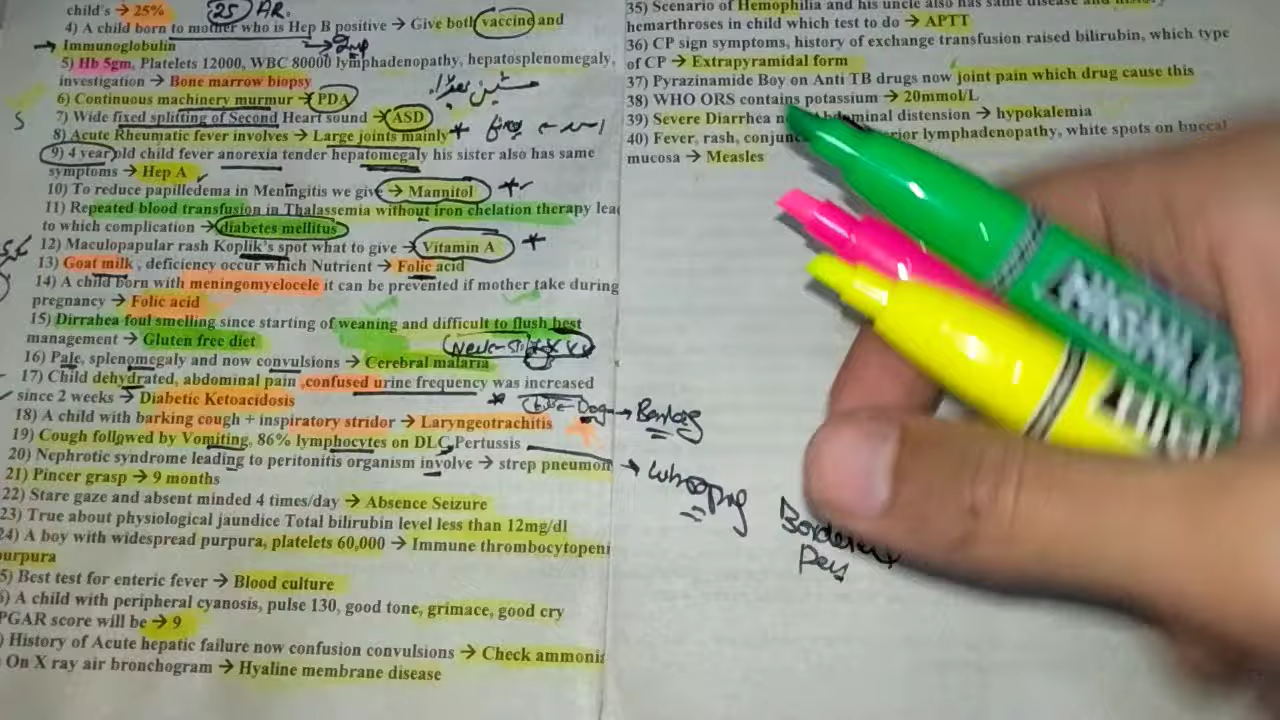 child's → 25%
25 AR.
4) A child born to mother who is Hep B positive → Give both vaccine and
→ Immunoglobulin
5) Hb 5gm, Platelets 12000, WBC 80000 lymphadenopathy, hepatosplenomegaly,
investigation → Bone marrow biopsy
6) Continuous machinery murmur → PDA
7) Wide fixed splitting of Second Heart sound → ASD
8) Acute Rheumatic fever involves → Large joints mainly
9) 4 year old child fever anorexia tender hepatomegaly his sister also has same
symptoms → Hep A
10) To reduce papilledema in Meningitis we give → Mannitol
11) Repeated blood transfusion in Thalassemia without iron chelation therapy lea
to which complication → diabetes mellitus
12) Maculopapular rash Koplik's spot what to give → Vitamin A
13) Goat milk , deficiency occur which Nutrient → Folic acid
14) A child born with meningomyelocele it can be prevented if mother take during
pregnancy → Folic acid
15) Dirrahea foul smelling since starting of weaning and difficult to flush best
management → Gluten free diet
16) Pale, splenomegaly and now convulsions → Cerebral malaria
17) Child dehydrated, abdominal pain ,confused urine frequency was increased
since 2 weeks → Diabetic Ketoacidosis
18) A child with barking cough + inspiratory stridor → Laryngeotrachitis
Dog → Barking
19) Cough followed by Vomiting, 86% lymphocytes on DLC Pertussis
20) Nephrotic syndrome leading to peritonitis organism involve → strep pneumon
→ Whooping
21) Pincer grasp → 9 months
22) Stare gaze and absent minded 4 times/day → Absence Seizure
23) True about physiological jaundice Total bilirubin level less than 12mg/dl
24) A boy with widespread purpura, platelets 60,000 → Immune thrombocytopeni
purpura
5) Best test for enteric fever → Blood culture
6) A child with peripheral cyanosis, pulse 130, good tone, grimace, good cry
PGAR score will be → 9
) History of Acute hepatic failure now confusion convulsions → Check ammonia
On X ray air bronchogram → Hyaline membrane disease
35) Scenario of Hemophilia and his uncle also has same disease and history
hemarthroses in child which test to do → APTT
36) CP sign symptoms, history of exchange transfusion raised bilirubin, which type
of CP → Extrapyramidal form
37) Pyrazinamide Boy on Anti TB drugs now joint pain which drug cause this
38) WHO ORS contains potassium → 20mmol/L
39) Severe Diarrhea Abdominal distension → hypokalemia
40) Fever, rash, lymphadenopathy, white spots on buccal
mucosa → Measles